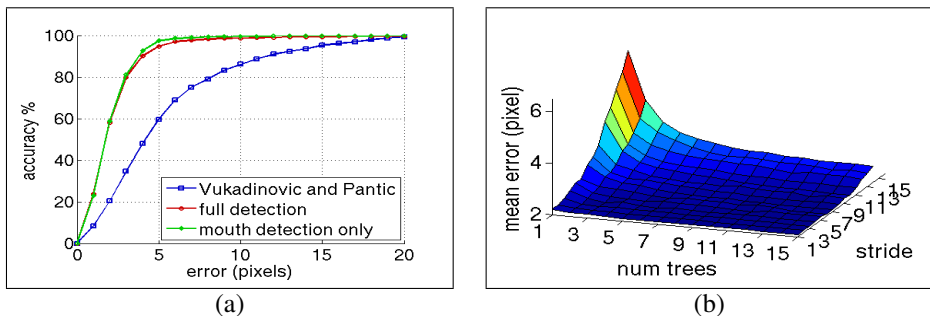 100
80
60
40
20
0
accuracy %
Vukadinovic and Pantic
full detection
mouth detection only
0 5 10 15 20
error (pixels)
(a)
6
4
2
mean error (pixel)
1 3 5 7 9 11 13 15
num trees
1 3 5 7 9 11 13 15
stride
(b)